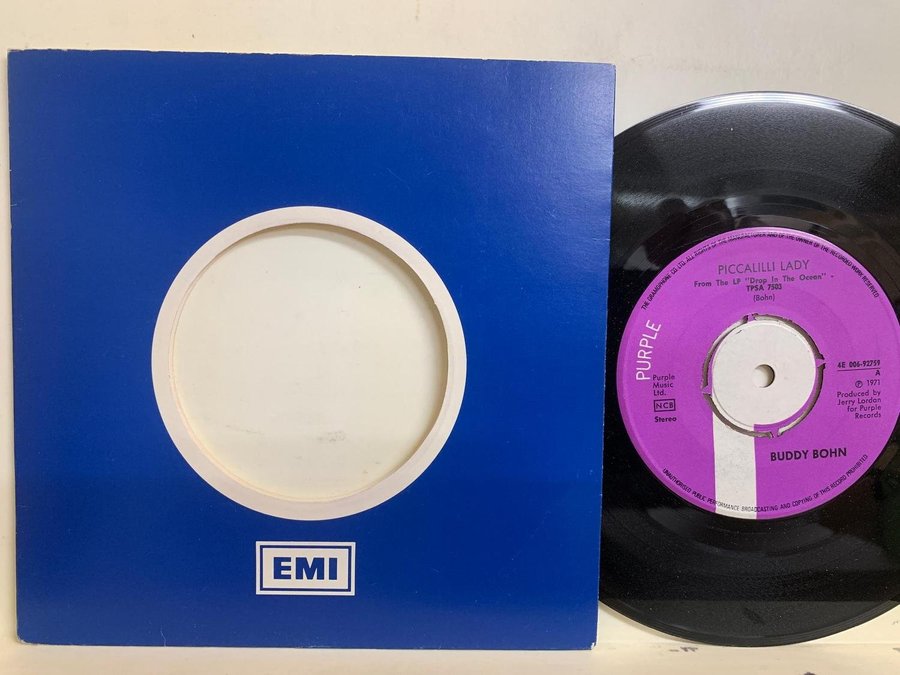 EMI
THE GRAMOPHONE CO. LTD. ALL RIGHTS OF THE MANUFACTURER AND OF THE OWNER OF THE RECORDED WORK RESERVED
PICCALILLI LADY
From The LP "Drop In The Ocean" -
TPSA 7503
(Bohn)
PURPLE
Purple
Music
Ltd.
NCB
Stereo
4E 006-92759
A
℗ 1971
Produced by
Jerry Lordan
for Purple
Records
BUDDY BOHN
UNAUTHORISED PUBLIC PERFORMANCE BROADCASTING AND COPYING OF THIS RECORD PROHIBITED